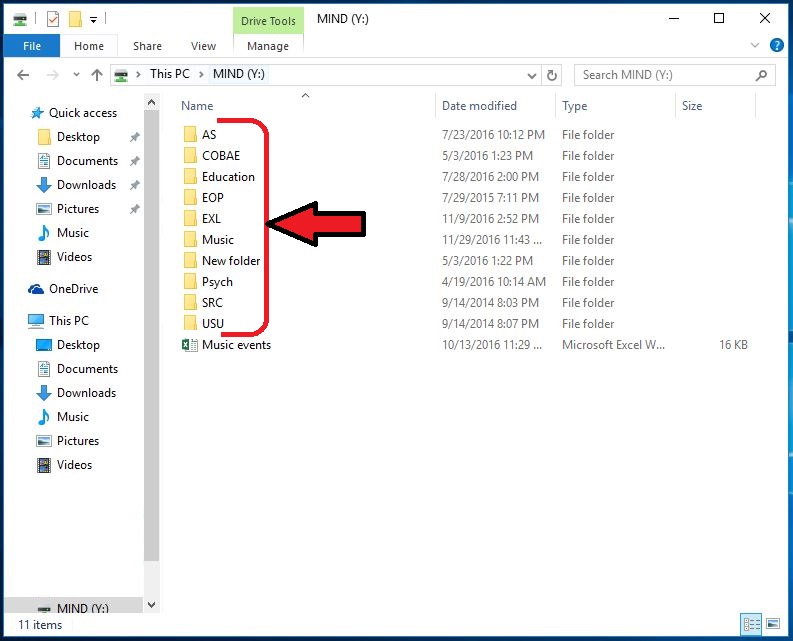 Drive Tools MIND (Y:)
File Home Share View Manage
This PC MIND (Y:) Search MIND (Y:)
Name Date modified Type Size
Quick access
Desktop
Documents
Downloads
Pictures
Music
Videos
OneDrive
This PC
Desktop
Documents
Downloads
Music
Pictures
Videos
MIND (Y:)
AS 7/23/2016 10:12 PM File folder
COBAE 5/3/2016 1:23 PM File folder
Education 7/28/2016 2:00 PM File folder
EOP 7/29/2015 7:11 PM File folder
EXL 11/9/2016 2:52 PM File folder
Music 11/29/2016 11:43 ... File folder
New folder 5/3/2016 1:22 PM File folder
Psych 4/19/2016 10:14 AM File folder
SRC 9/14/2014 8:03 PM File folder
USU 9/14/2014 8:07 PM File folder
Music events 10/13/2016 11:29 ... Microsoft Excel W... 16 KB
11 items